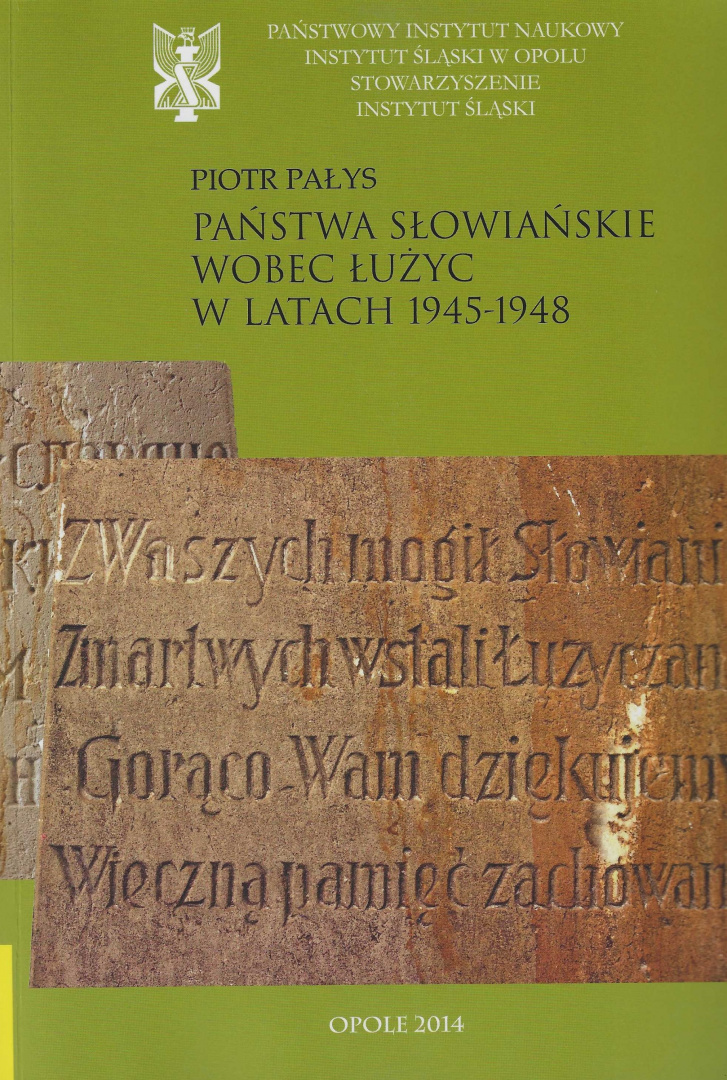 PAŃSTWOWY INSTYTUT NAUKOWY
INSTYTUT ŚLĄSKI W OPOLU
STOWARZYSZENIE
INSTYTUT ŚLĄSKI
PIOTR PAŁYS
PAŃSTWA SŁOWIAŃSKIE
WOBEC ŁUŻYC
W LATACH 1945-1948
Z Waszych mogił Słowiani
Zmartwychwstali Łużyczan
Gorąco Wam dziękujemy
Wieczną pamięć zachowam
OPOLE 2014